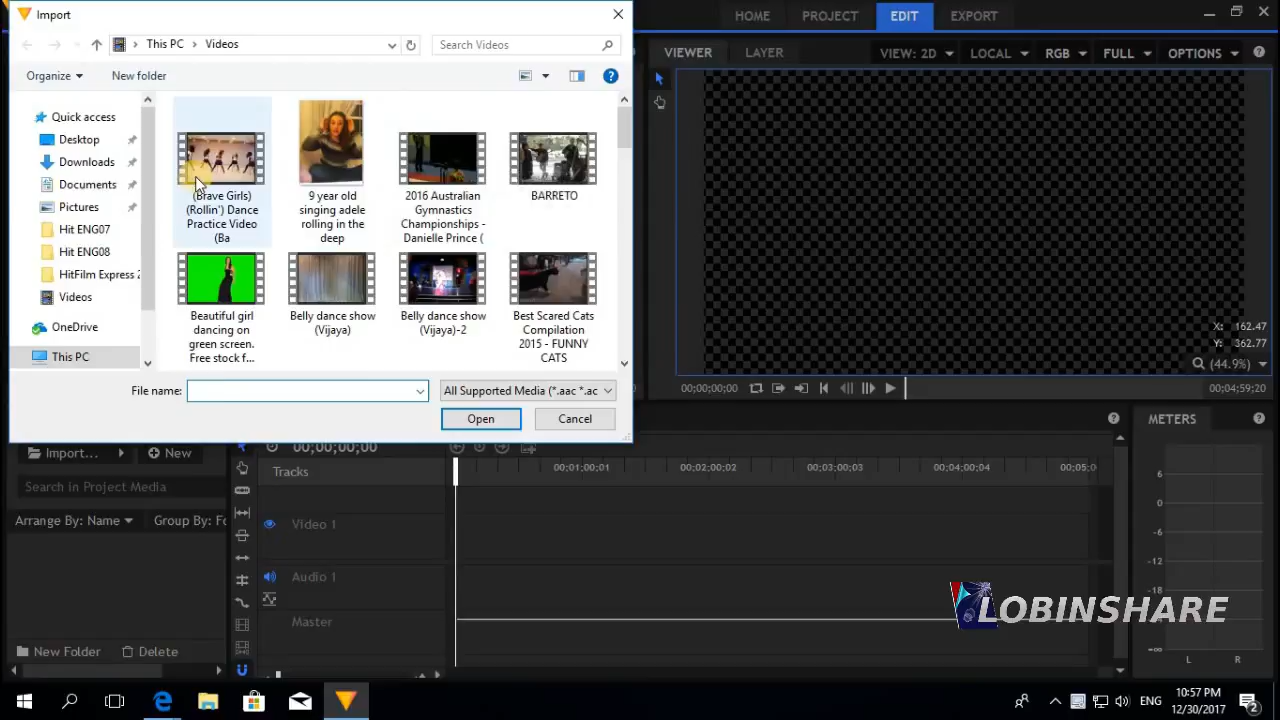 Import
HOME PROJECT EDIT EXPORT
This PC Videos
Search Videos
Organize New folder
Quick access
Desktop
Downloads
Documents
Pictures
Hit ENG07
Hit ENG08
HitFilm Express 2
Videos
OneDrive
This PC
(Brave Girls)
(Rollin') Dance
Practice Video
(Ba
9 year old
singing adele
rolling in the
deep
2016 Australian
Gymnastics
Championships -
Danielle Prince (
BARRETO
Beautiful girl
dancing on
green screen.
Free stock f...
Belly dance show
(Vijaya)
Belly dance show
(Vijaya)-2
Best Scared Cats
Compilation
2015 - FUNNY
CATS
File name:
All Supported Media (*.aac *.ac
Open Cancel
VIEWER LAYER VIEW: 2D LOCAL RGB FULL OPTIONS
X: 162.47
Y: 362.77
(44.9%)
00;00;00;00
00;04;59;20
Import... New
Search in Project Media
Arrange By: Name Group By: Fo
New Folder Delete
00;00;00;00
Tracks
00;01;00;01 00;02;00;02 00;03;00;03 00;04;00;04 00;05;0
Video 1
Audio 1
Master
METERS
6
0
-6
-12
-18
-∞
L R
LOBINSHARE
ENG
10:57 PM
12/30/2017
2